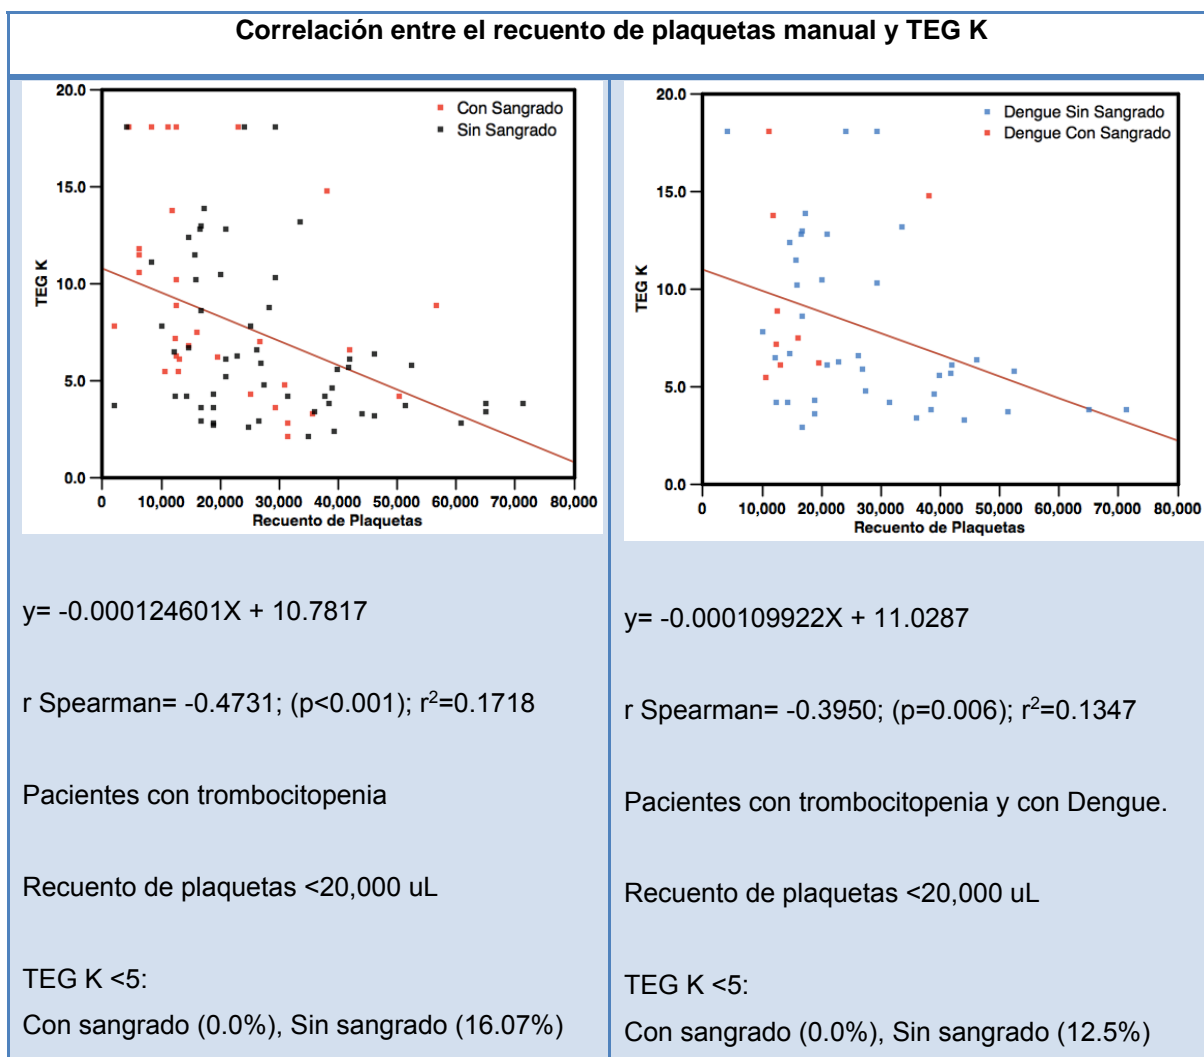 Correlación entre el recuento de plaquetas manual y TEG K
20.0
15.0
10.0
5.0
0.0
TEG K
Con Sangrado
Sin Sangrado
0 10,000 20,000 30,000 40,000 50,000 60,000 70,000 80,000
Recuento de Plaquetas
y= -0.000124601X + 10.7817
r Spearman= -0.4731; (p<0.001); r²=0.1718
Pacientes con trombocitopenia
Recuento de plaquetas <20,000 uL
TEG K <5:
Con sangrado (0.0%), Sin sangrado (16.07%)
20.0
15.0
10.0
5.0
0.0
TEG K
Dengue Sin Sangrado
Dengue Con Sangrado
0 10,000 20,000 30,000 40,000 50,000 60,000 70,000 80,000
Recuento de Plaquetas
y= -0.000109922X + 11.0287
r Spearman= -0.3950; (p=0.006); r²=0.1347
Pacientes con trombocitopenia y con Dengue.
Recuento de plaquetas <20,000 uL
TEG K <5:
Con sangrado (0.0%), Sin sangrado (12.5%)